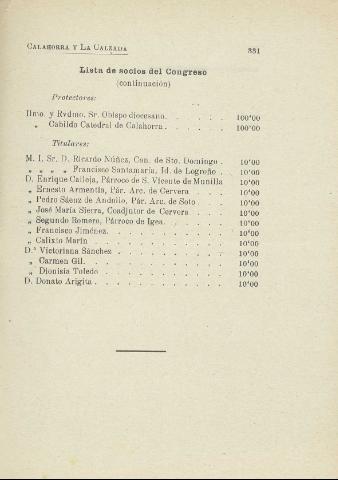 CALAHORRA Y LA CALZADA 331
Lista de socios del Congreso
(continuación)
Protectores:
Ilmo. y Rvdmo. Sr. Obispo diocesano. . . . . 100'00
„ Cabildo Catedral de Calahorra. . . . . 100'00
Titulares:
M. I. Sr. D. Ricardo Núñez, Can. de Sto. Domingo . 10'00
„ „ „ „ Francisco Santamaría, Id. de Logroño . . 10'00
D. Enrique Calleja, Párroco de S. Vicente de Munilla 10'00
„ Ernesto Armentia, Pár. Arc. de Cervera . . . 10'00
„ Pedro Sáenz de Andollo, Pár. Arc. de Soto . . 10'00
„ José María Sierra, Coadjutor de Cervera . . . 10'00
„ Segundo Romero, Párroco de Igea. . . . . 10'00
„ Francisco Jiménez. . . . . . . . 10'00
„ Calixto Marín . . . . . . . . 10'00
D.ª Victoriana Sánchez . . . . . . . 10'00
„ Carmen Gil. . . . . . . . . 10'00
„ Dionisia Toledo . . . . . . . 10'00
D. Donato Arigita . . . . . . . . 10'00